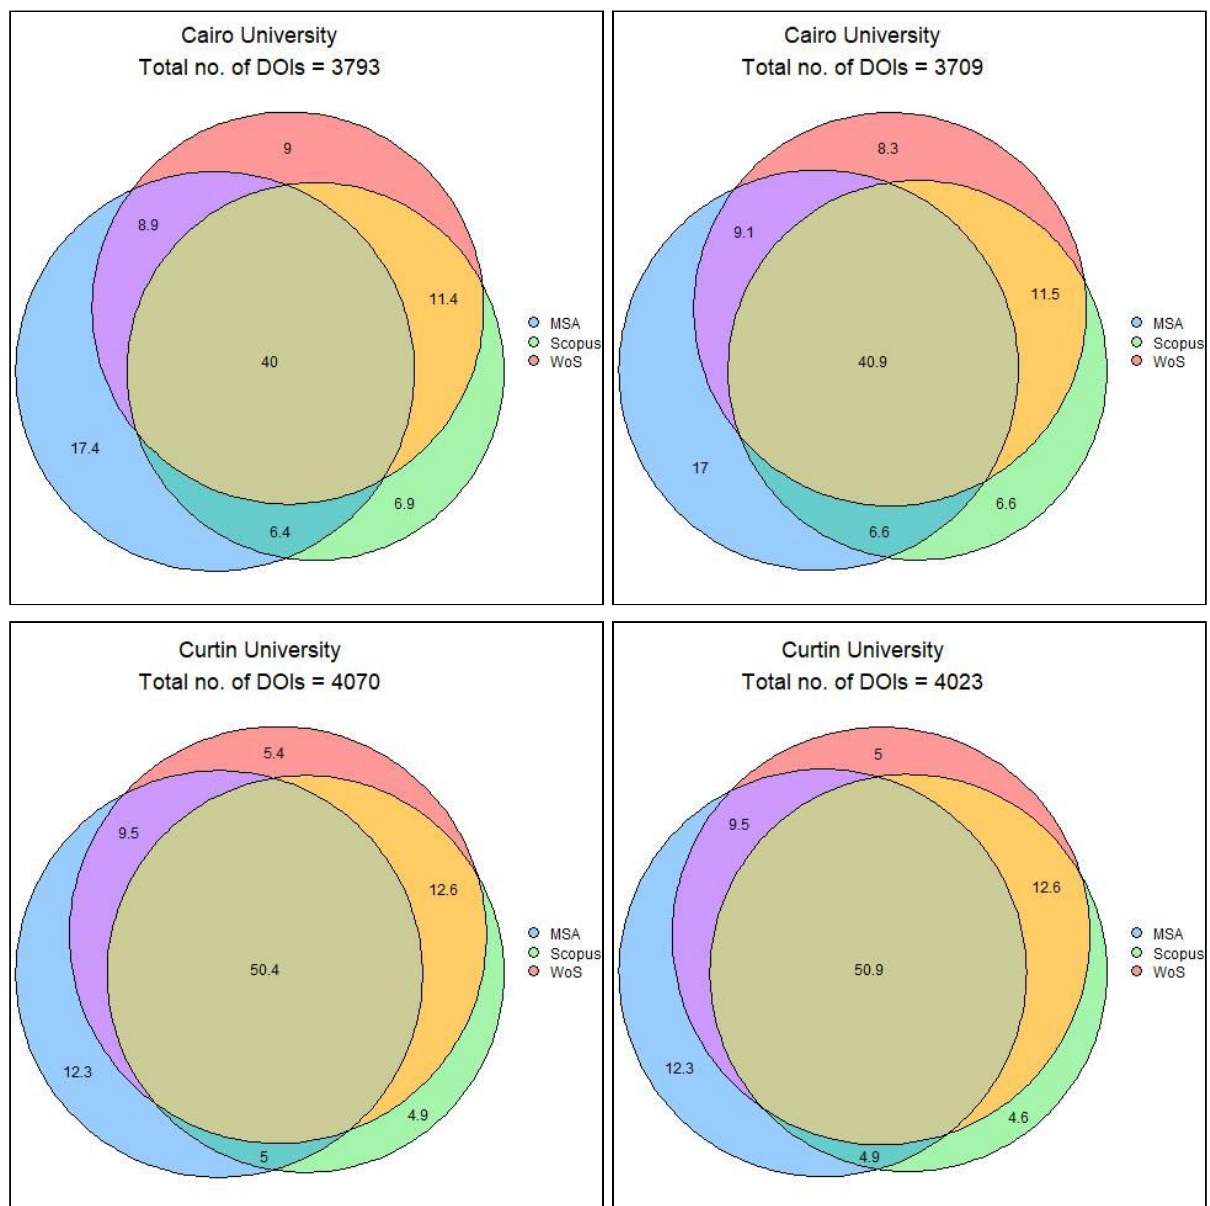 Cairo University
Total no. of DOIs = 3793
9
8.9
11.4
40
17.4
6.9
6.4
MSA
Scopus
WoS
Cairo University
Total no. of DOIs = 3709
8.3
9.1
11.5
40.9
17
6.6
6.6
MSA
Scopus
WoS
Curtin University
Total no. of DOIs = 4070
5.4
9.5
12.6
50.4
12.3
4.9
5
MSA
Scopus
WoS
Curtin University
Total no. of DOIs = 4023
5
9.5
12.6
50.9
12.3
4.6
4.9
MSA
Scopus
WoS